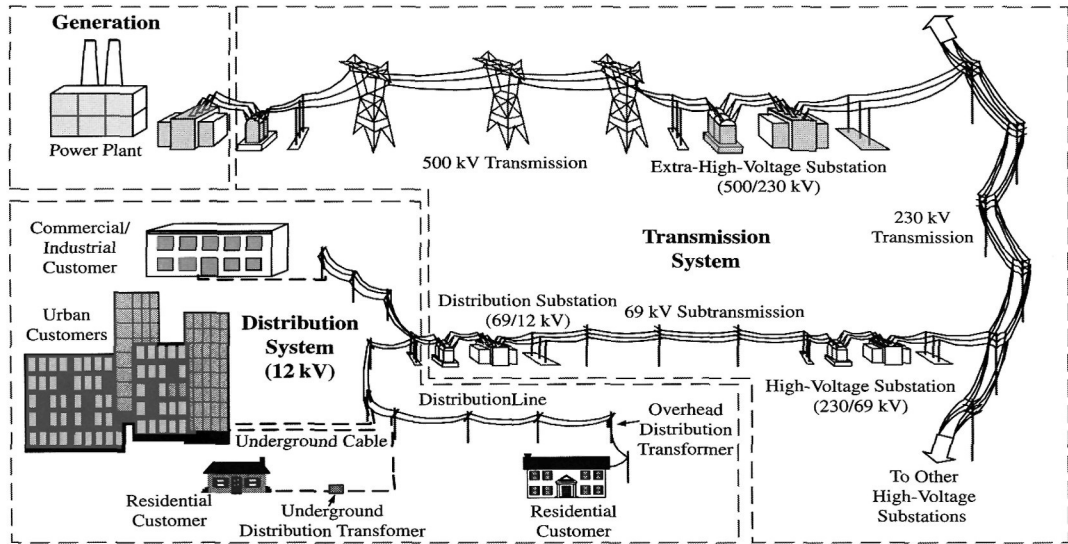 Generation
Power Plant
500 kV Transmission
Extra-High-Voltage Substation
(500/230 kV)
230 kV
Transmission
Transmission
System
Commercial/
Industrial
Customer
Urban
Customers
Distribution
System
(12 kV)
Distribution Substation
(69/12 kV)
69 kV Subtransmission
High-Voltage Substation
(230/69 kV)
DistributionLine
Overhead
Distribution
Transformer
Underground Cable
Residential
Customer
Underground
Distribution Transfomer
Residential
Customer
To Other
High-Voltage
Substations